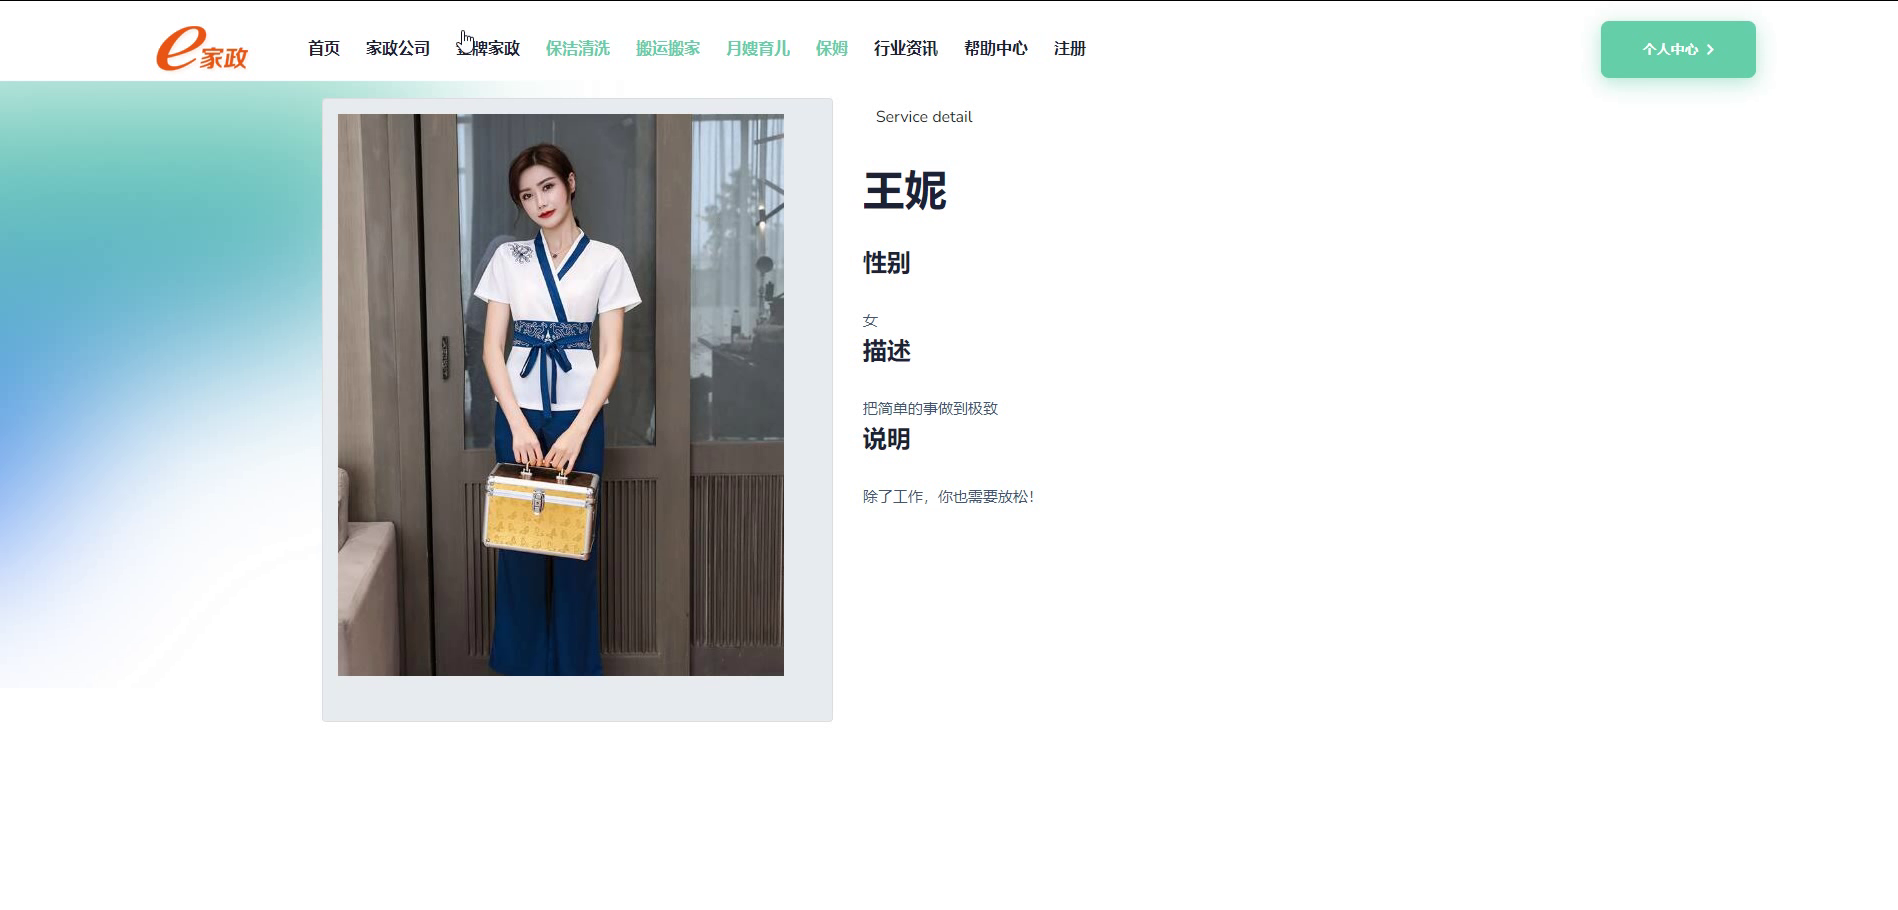 e家政
首页 家政公司 金牌家政 保洁清洗 搬运搬家 月嫂育儿 保姆 行业资讯 帮助中心 注册
个人中心
Service detail
王妮
性别
女
描述
把简单的事做到极致
说明
除了工作，你也需要放松！